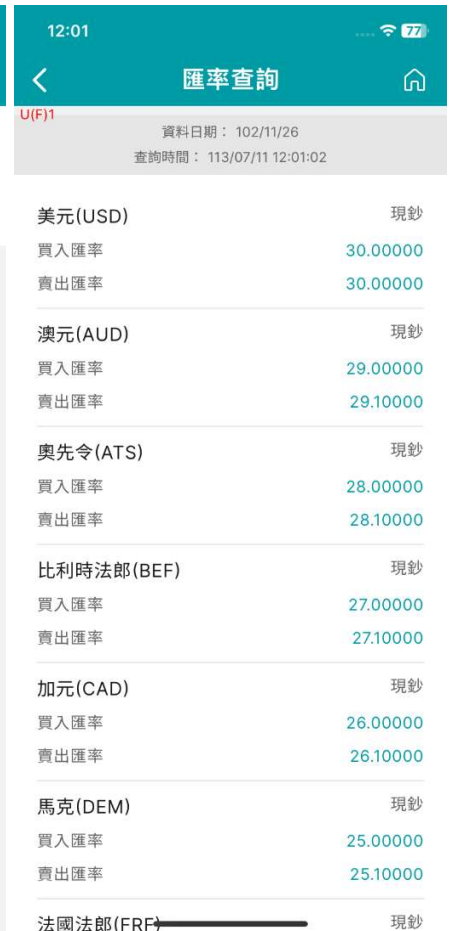 12:01
77
匯率查詢
U(F)1
資料日期： 102/11/26
查詢時間： 113/07/11 12:01:02
美元(USD) 現鈔
買入匯率 30.00000
賣出匯率 30.00000
澳元(AUD) 現鈔
買入匯率 29.00000
賣出匯率 29.10000
奧先令(ATS) 現鈔
買入匯率 28.00000
賣出匯率 28.10000
比利時法郎(BEF) 現鈔
買入匯率 27.00000
賣出匯率 27.10000
加元(CAD) 現鈔
買入匯率 26.00000
賣出匯率 26.10000
馬克(DEM) 現鈔
買入匯率 25.00000
賣出匯率 25.10000
法國法郎(FRF) 現鈔